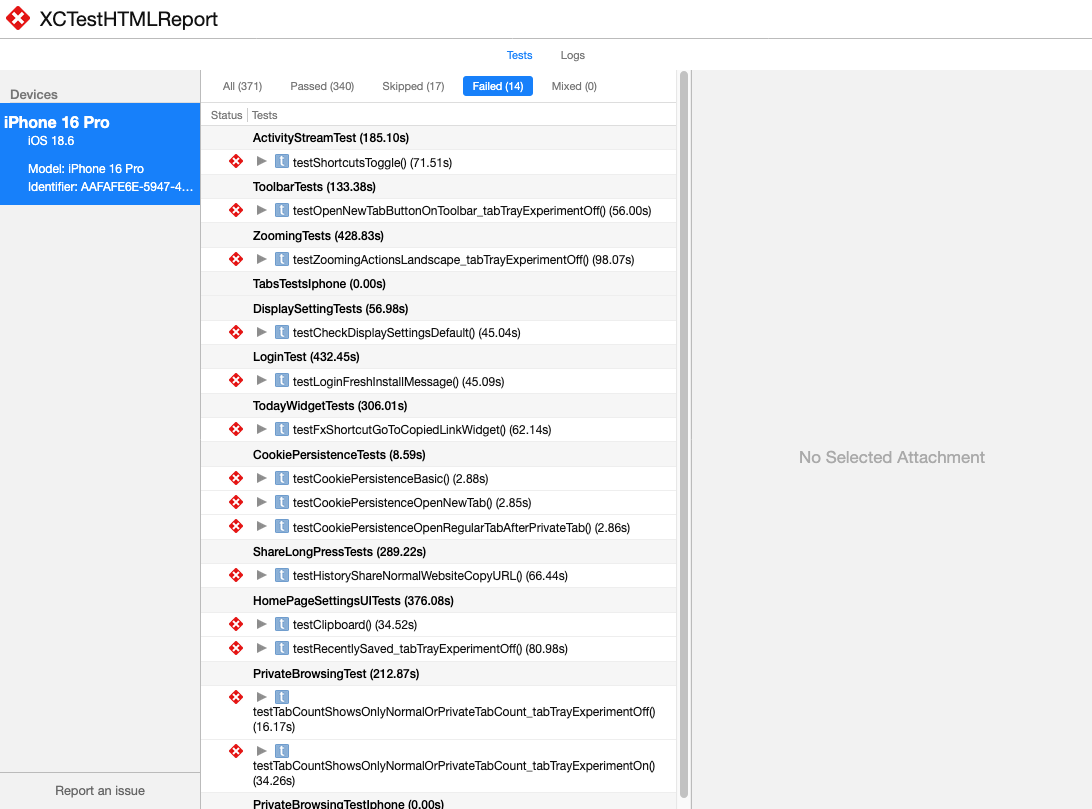 XCTestHTMLReport
Tests Logs
Devices
iPhone 16 Pro
iOS 18.6
Model: iPhone 16 Pro
Identifier: AAFAFE6E-5947-4...
All (371) Passed (340) Skipped (17) Failed (14) Mixed (0)
Status Tests
ActivityStreamTest (185.10s)
t testShortcutsToggle() (71.51s)
ToolbarTests (133.38s)
t testOpenNewTabButtonOnToolbar_tabTrayExperimentOff() (56.00s)
ZoomingTests (428.83s)
t testZoomingActionsLandscape_tabTrayExperimentOff() (98.07s)
TabsTestsIphone (0.00s)
DisplaySettingTests (56.98s)
t testCheckDisplaySettingsDefault() (45.04s)
LoginTest (432.45s)
t testLoginFreshInstallMessage() (45.09s)
TodayWidgetTests (306.01s)
t testFxShortcutGoToCopiedLinkWidget() (62.14s)
CookiePersistenceTests (8.59s)
t testCookiePersistenceBasic() (2.88s)
t testCookiePersistenceOpenNewTab() (2.85s)
t testCookiePersistenceOpenRegularTabAfterPrivateTab() (2.86s)
ShareLongPressTests (289.22s)
t testHistoryShareNormalWebsiteCopyURL() (66.44s)
HomePageSettingsUITests (376.08s)
t testClipboard() (34.52s)
t testRecentlySaved_tabTrayExperimentOff() (80.98s)
PrivateBrowsingTest (212.87s)
t
testTabCountShowsOnlyNormalOrPrivateTabCount_tabTrayExperimentOff()
(16.17s)
t
testTabCountShowsOnlyNormalOrPrivateTabCount_tabTrayExperimentOn()
(34.26s)
PrivateBrowsingTestIphone (0.00s)
No Selected Attachment
Report an issue